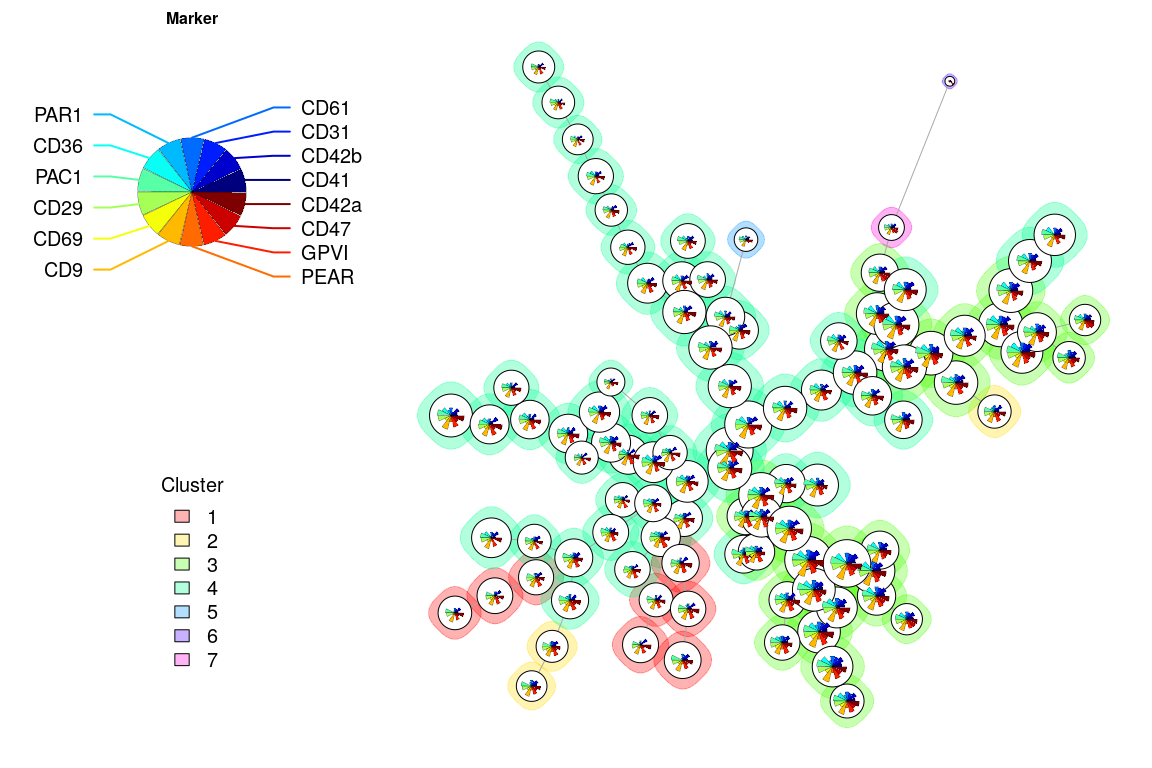 Marker
PAR1
CD36
PAC1
CD29
CD69
CD9
CD61
CD31
CD42b
CD41
CD42a
CD47
GPVI
PEAR
Cluster
1
2
3
4
5
6
7